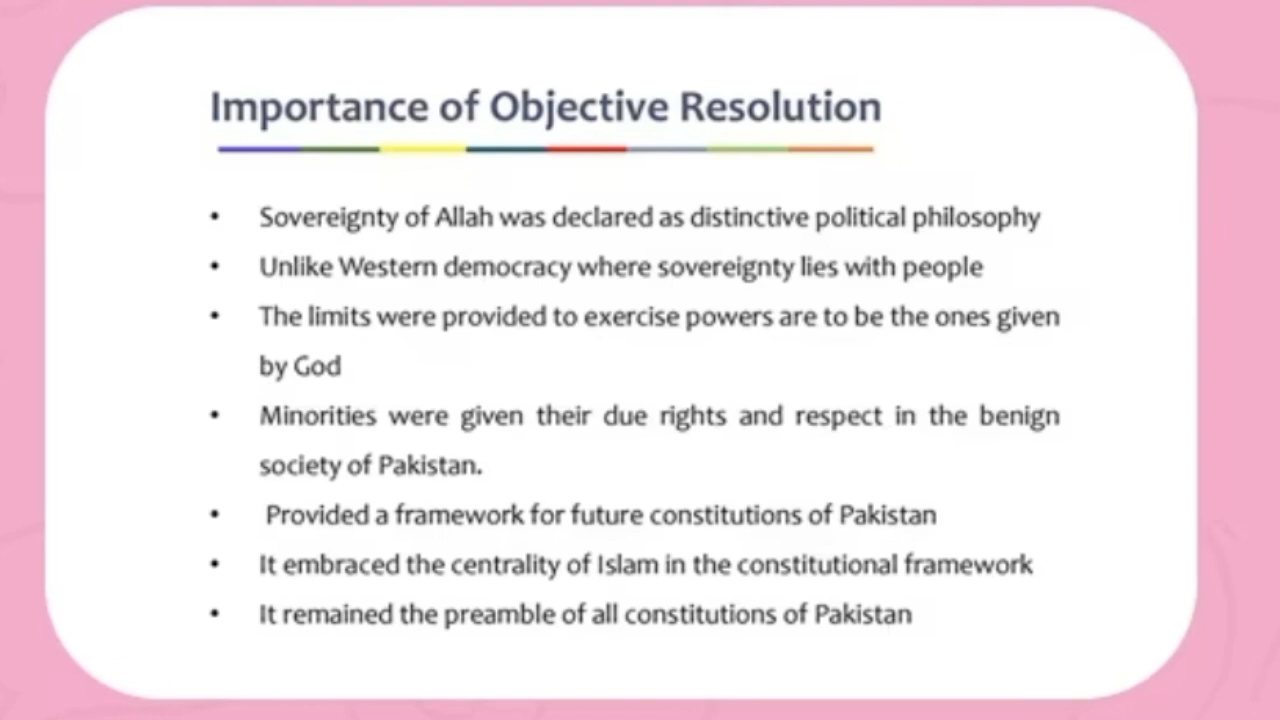 Importance of Objective Resolution
• Sovereignty of Allah was declared as distinctive political philosophy
• Unlike Western democracy where sovereignty lies with people
• The limits were provided to exercise powers are to be the ones given
by God
• Minorities were given their due rights and respect in the benign
society of Pakistan.
• Provided a framework for future constitutions of Pakistan
• It embraced the centrality of Islam in the constitutional framework
• It remained the preamble of all constitutions of Pakistan